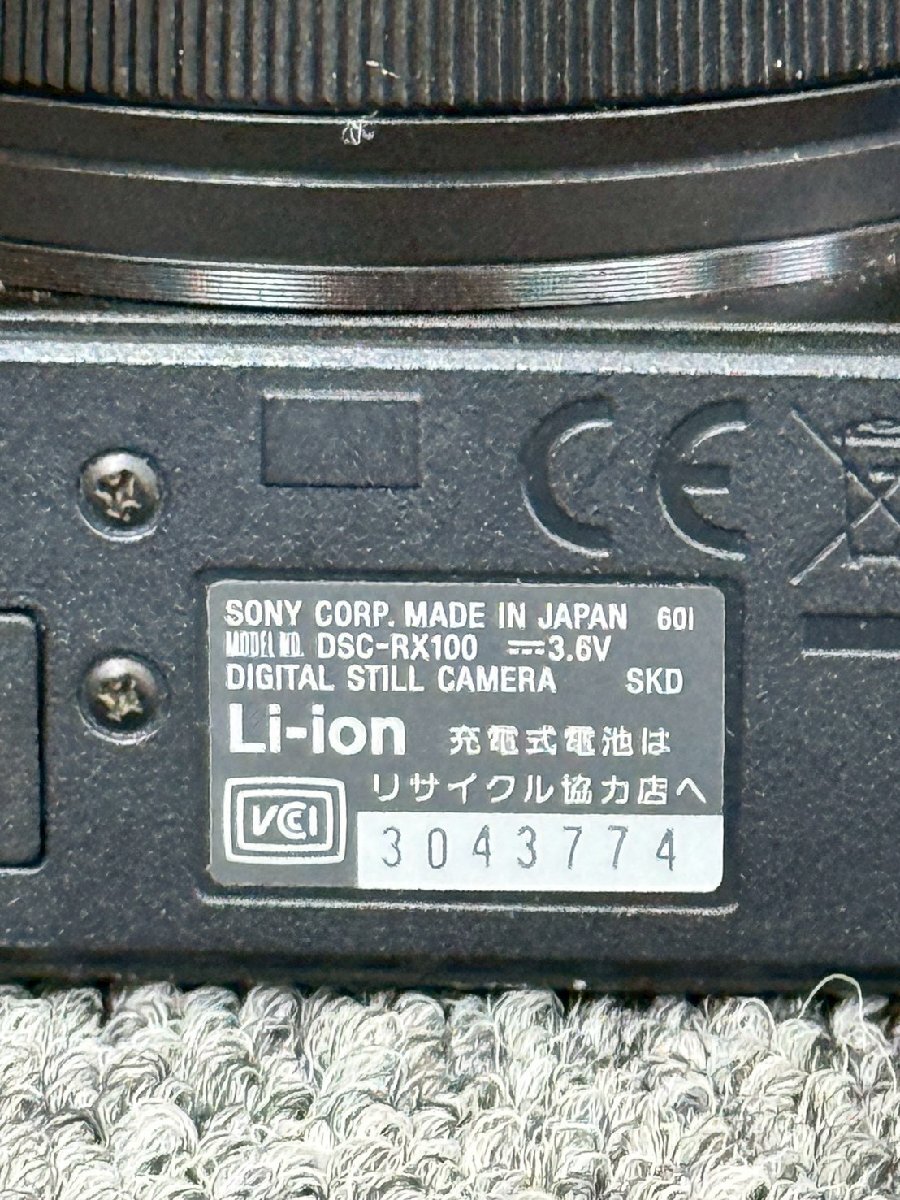 CE
SONY CORP. MADE IN JAPAN 601
MODEL NO. DSC-RX100 ⎓3.6V
DIGITAL STILL CAMERA SKD
Li-ion 充電式電池は
リサイクル協力店へ
VCCI
3043774